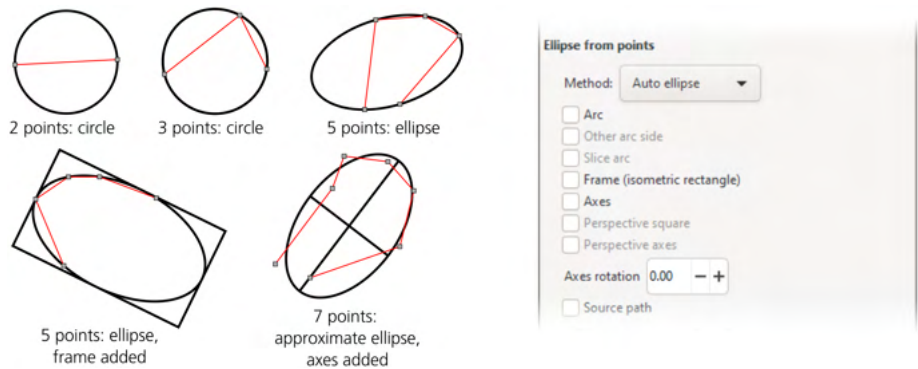 2 points: circle
3 points: circle
5 points: ellipse
5 points: ellipse,
frame added
7 points:
approximate ellipse,
axes added
Ellipse from points
Method: Auto ellipse
Arc
Other arc side
Slice arc
Frame (isometric rectangle)
Axes
Perspective square
Perspective axes
Axes rotation 0.00 − +
Source path